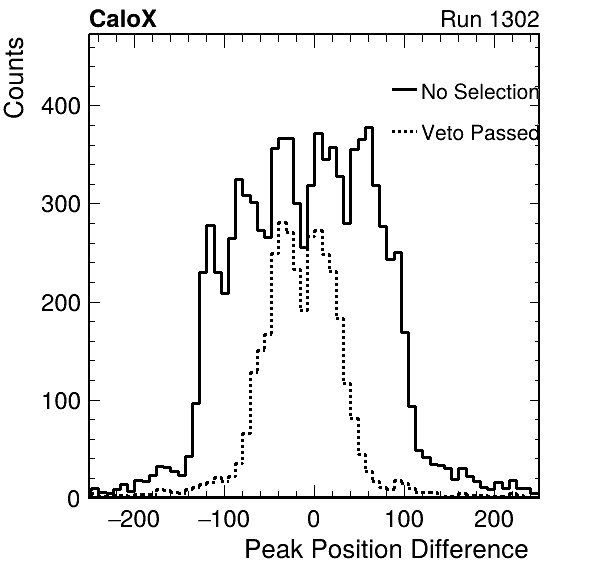 CaloX Run 1302
Counts
No Selection
Veto Passed
400
300
200
100
0
−200 −100 0 100 200
Peak Position Difference